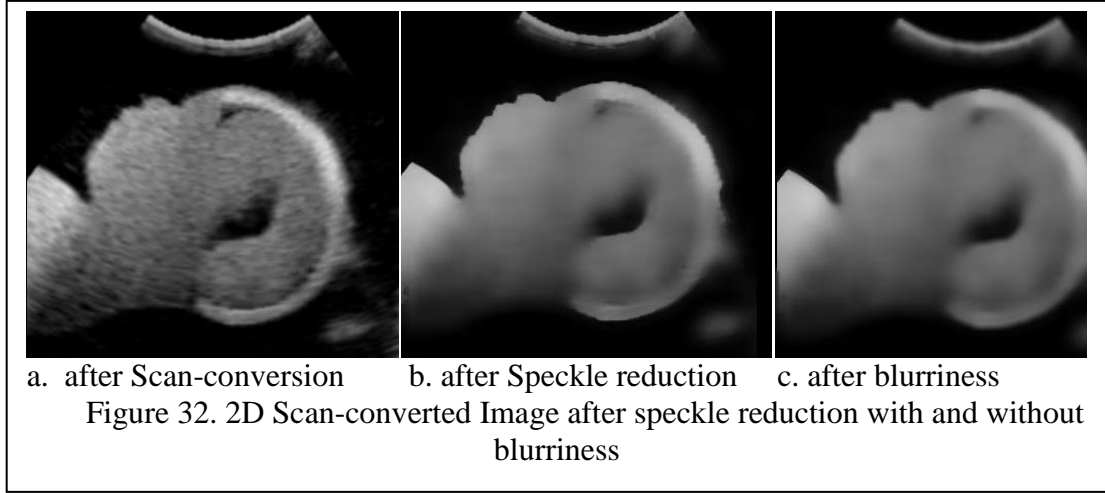 a. after Scan-conversion b. after Speckle reduction c. after blurriness
Figure 32. 2D Scan-converted Image after speckle reduction with and without
blurriness